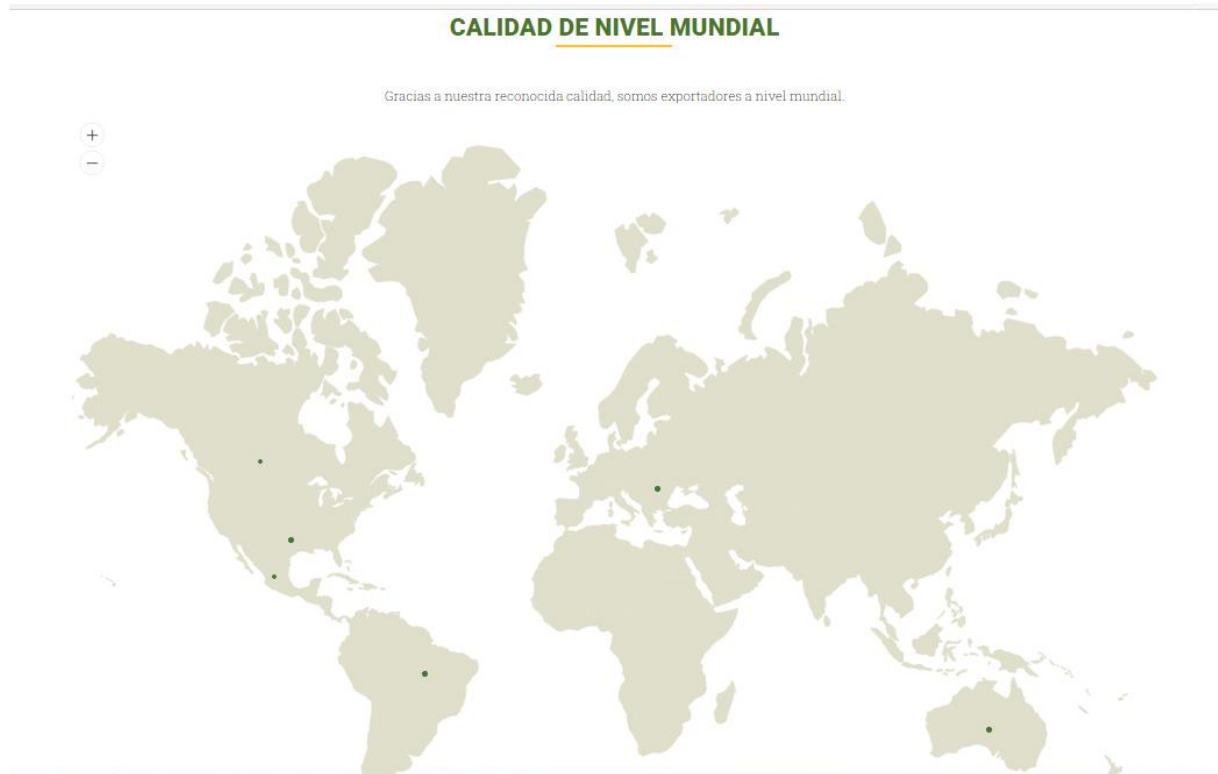 CALIDAD DE NIVEL MUNDIAL
Gracias a nuestra reconocida calidad, somos exportadores a nivel mundial.
+
−